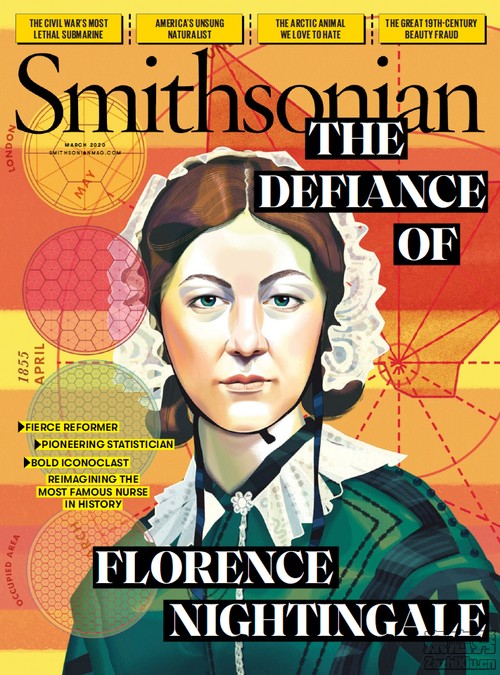 THE CIVIL WAR'S MOST
LETHAL SUBMARINE
AMERICA'S UNSUNG
NATURALIST
THE ARCTIC ANIMAL
WE LOVE TO HATE
THE GREAT 19TH-CENTURY
BEAUTY FRAUD
Smithsonian
MARCH 2020
SMITHSONIANMAG.COM
LONDON
MAY
THE
DEFIANCE
OF
1855
APRIL
FIERCE REFORMER
PIONEERING STATISTICIAN
BOLD ICONOCLAST
REIMAGINING THE
MOST FAMOUS NURSE
IN HISTORY
OCCUPIED AREA
FLORENCE
NIGHTINGALE